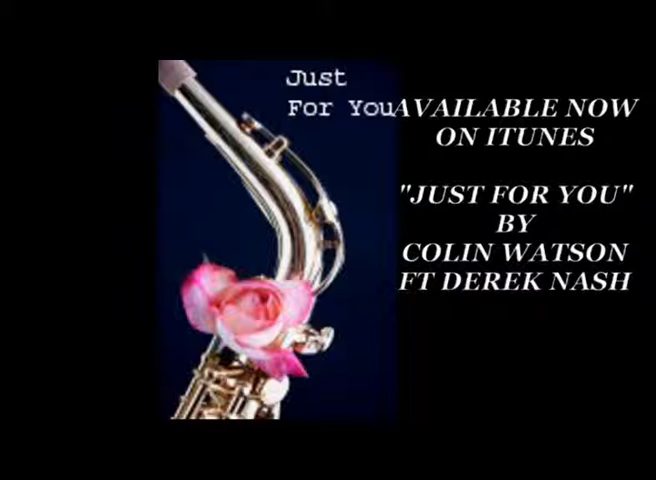 Just
For You
AVAILABLE NOW
ON ITUNES
"JUST FOR YOU"
BY
COLIN WATSON
FT DEREK NASH